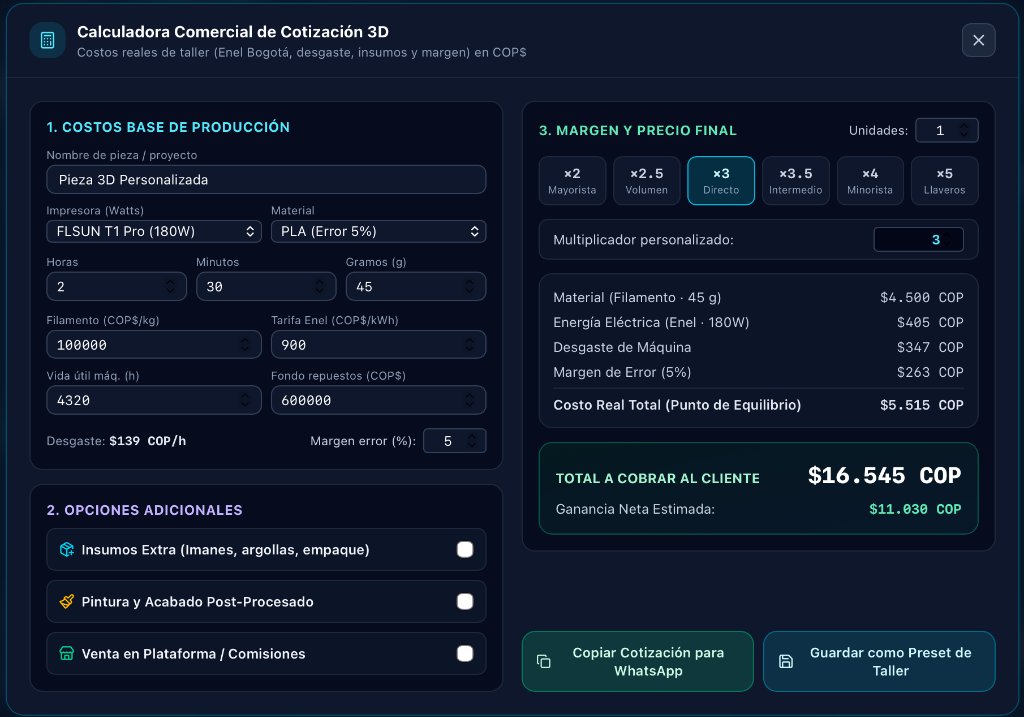 Calculadora Comercial de Cotización 3D
Costos reales de taller (Enel Bogotá, desgaste, insumos y margen) en COP$
1. COSTOS BASE DE PRODUCCIÓN
Nombre de pieza / proyecto
Pieza 3D Personalizada
Impresora (Watts) Material
FLSUN T1 Pro (180W) PLA (Error 5%)
Horas Minutos Gramos (g)
2 30 45
Filamento (COP$/kg) Tarifa Enel (COP$/kWh)
100000 900
Vida útil máq. (h) Fondo repuestos (COP$)
4320 600000
Desgaste: $139 COP/h Margen error (%): 5
2. OPCIONES ADICIONALES
Insumos Extra (Imanes, argollas, empaque)
Pintura y Acabado Post-Procesado
Venta en Plataforma / Comisiones
3. MARGEN Y PRECIO FINAL Unidades: 1
×2 ×2.5 ×3 ×3.5 ×4 ×5
Mayorista Volumen Directo Intermedio Minorista Llaveros
Multiplicador personalizado: 3
Material (Filamento · 45 g) $4.500 COP
Energía Eléctrica (Enel · 180W) $405 COP
Desgaste de Máquina $347 COP
Margen de Error (5%) $263 COP
Costo Real Total (Punto de Equilibrio) $5.515 COP
TOTAL A COBRAR AL CLIENTE $16.545 COP
Ganancia Neta Estimada: $11.030 COP
Copiar Cotización para
WhatsApp
Guardar como Preset de
Taller